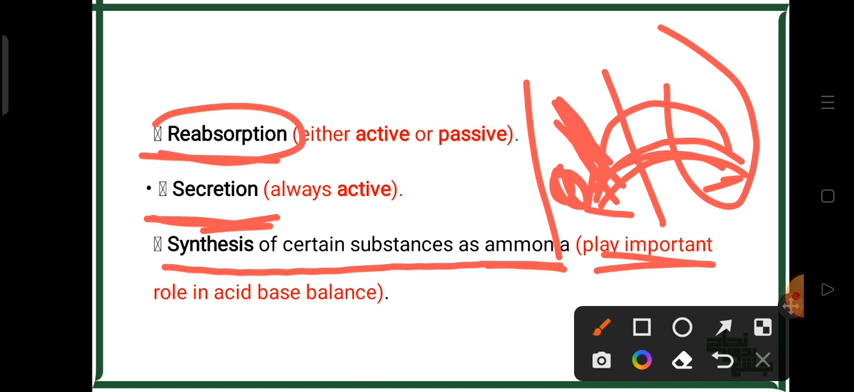 Reabsorption (either active or passive).
• Secretion (always active).
Synthesis of certain substances as ammonia (play important
role in acid base balance).